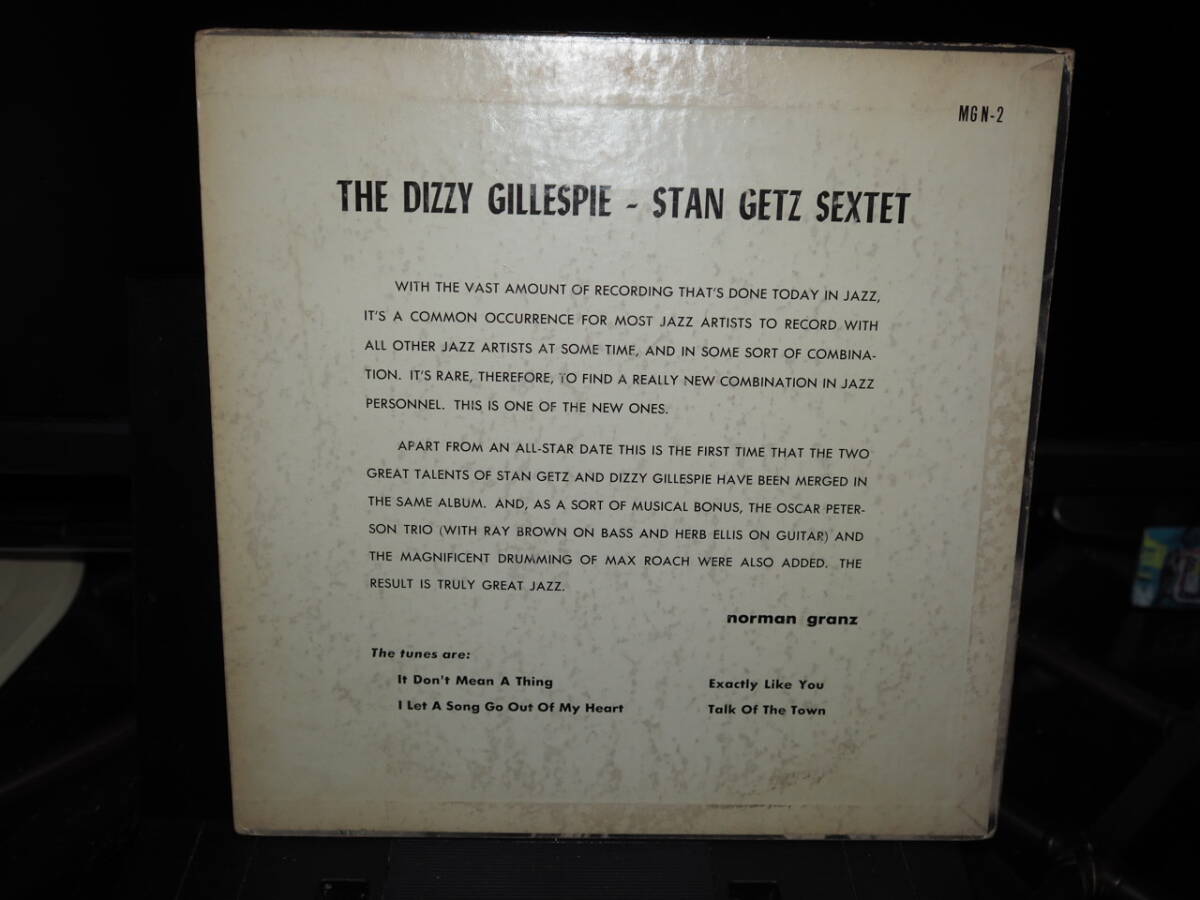 MG N-2
THE DIZZY GILLESPIE - STAN GETZ SEXTET
WITH THE VAST AMOUNT OF RECORDING THAT'S DONE TODAY IN JAZZ,
IT'S A COMMON OCCURRENCE FOR MOST JAZZ ARTISTS TO RECORD WITH
ALL OTHER JAZZ ARTISTS AT SOME TIME, AND IN SOME SORT OF COMBINA-
TION. IT'S RARE, THEREFORE, TO FIND A REALLY NEW COMBINATION IN JAZZ
PERSONNEL. THIS IS ONE OF THE NEW ONES.
APART FROM AN ALL-STAR DATE THIS IS THE FIRST TIME THAT THE TWO
GREAT TALENTS OF STAN GETZ AND DIZZY GILLESPIE HAVE BEEN MERGED IN
THE SAME ALBUM. AND, AS A SORT OF MUSICAL BONUS, THE OSCAR PETER-
SON TRIO (WITH RAY BROWN ON BASS AND HERB ELLIS ON GUITAR) AND
THE MAGNIFICENT DRUMMING OF MAX ROACH WERE ALSO ADDED. THE
RESULT IS TRULY GREAT JAZZ.
norman granz
The tunes are:
It Don't Mean A Thing
I Let A Song Go Out Of My Heart
Exactly Like You
Talk Of The Town